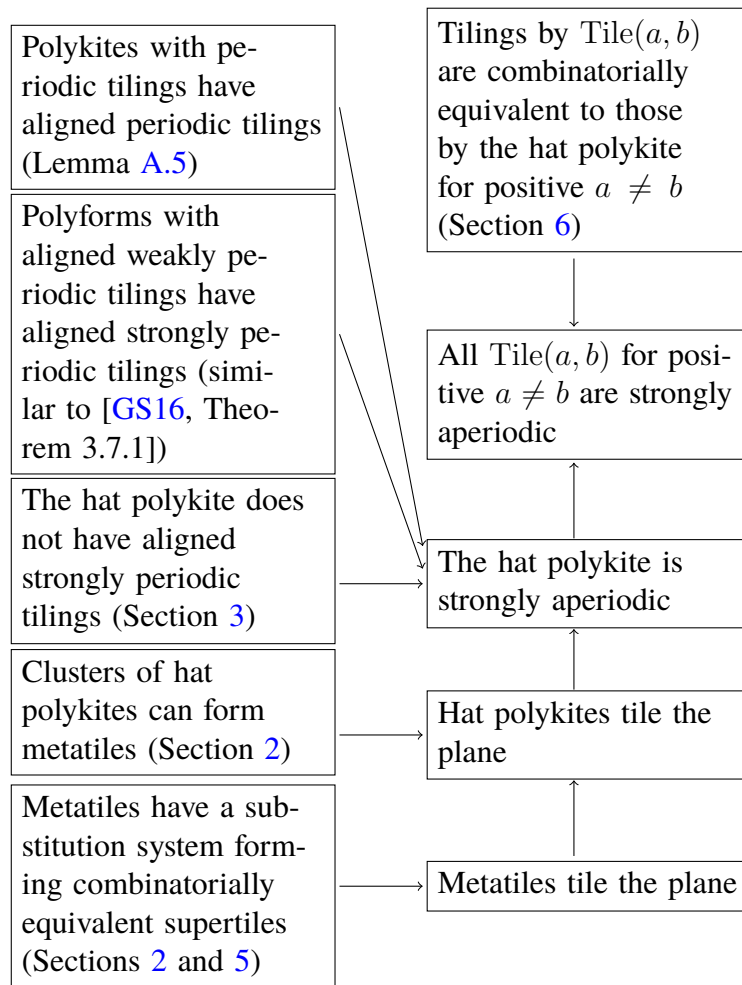 Polykites with pe-
riodic tilings have
aligned periodic tilings
(Lemma A.5)
Polyforms with
aligned weakly pe-
riodic tilings have
aligned strongly pe-
riodic tilings (simi-
lar to [GS16, Theo-
rem 3.7.1])
The hat polykite does
not have aligned
strongly periodic
tilings (Section 3)
Clusters of hat
polykites can form
metatiles (Section 2)
Metatiles have a sub-
stitution system form-
ing combinatorially
equivalent supertiles
(Sections 2 and 5)
Tilings by Tile(a, b)
are combinatorially
equivalent to those
by the hat polykite
for positive a ≠ b
(Section 6)
All Tile(a, b) for posi-
tive a ≠ b are strongly
aperiodic
The hat polykite is
strongly aperiodic
Hat polykites tile the
plane
Metatiles tile the plane